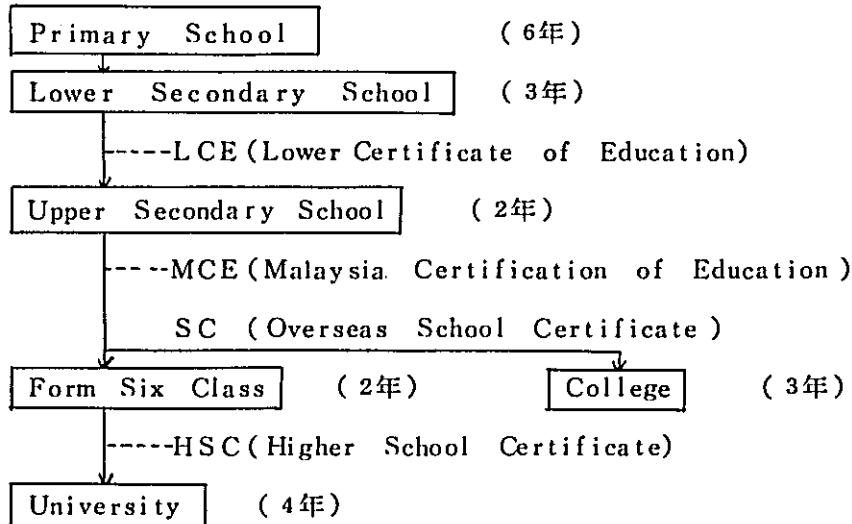 Primary School (6年)
Lower Secondary School (3年)
LCE (Lower Certificate of Education)
Upper Secondary School (2年)
MCE (Malaysia. Certification of Education)
SC (Overseas School Certificate)
Form Six Class (2年) College (3年)
HSC (Higher School Certificate)
University (4年)